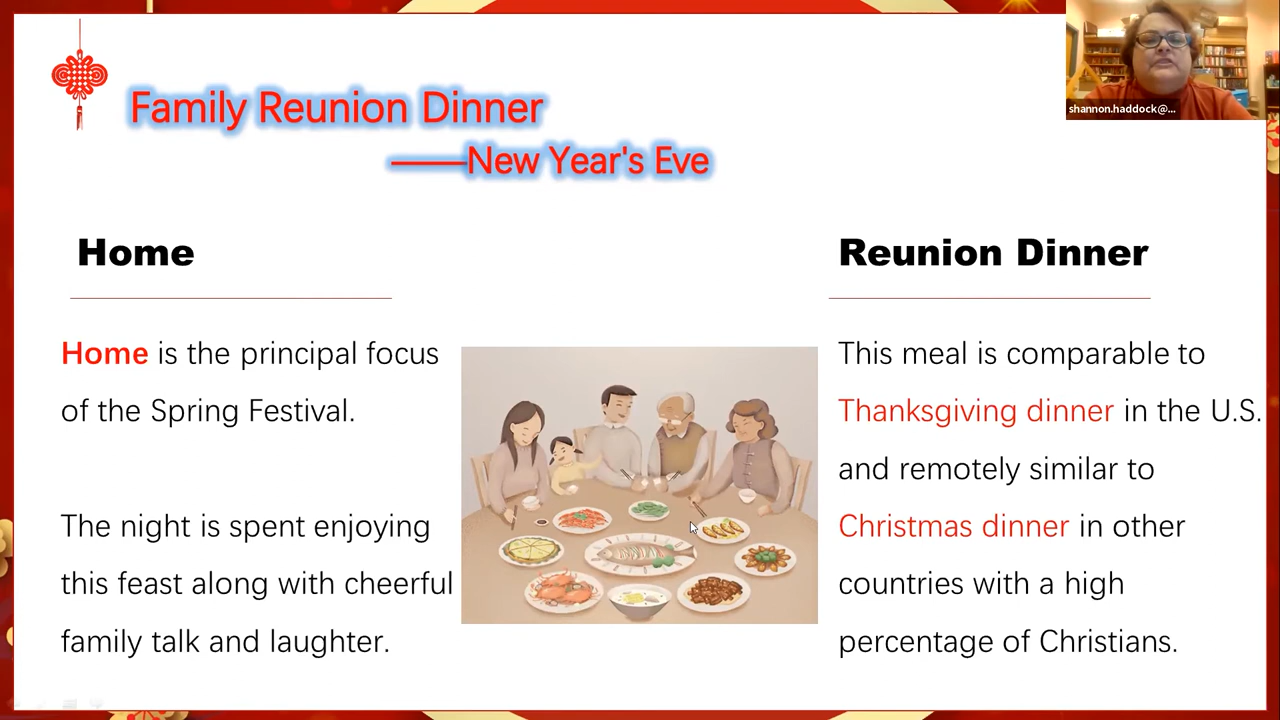 shannon.haddock@...
Family Reunion Dinner
——New Year's Eve
Home
Home is the principal focus
of the Spring Festival.
The night is spent enjoying
this feast along with cheerful
family talk and laughter.
Reunion Dinner
This meal is comparable to
Thanksgiving dinner in the U.S.
and remotely similar to
Christmas dinner in other
countries with a high
percentage of Christians.